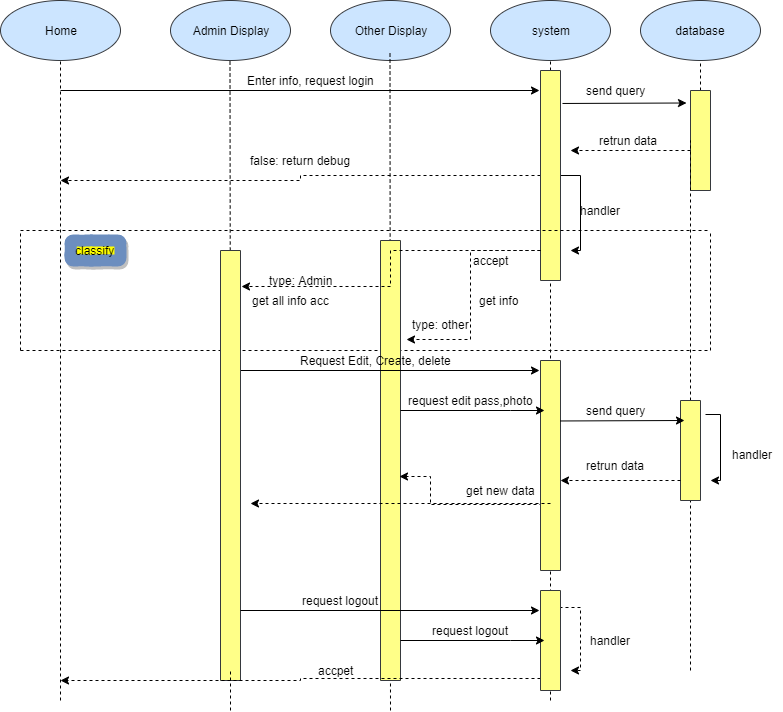 Home
Admin Display
Other Display
system
database
Enter info, request login
send query
retrun data
false: return debug
handler
classify
accept
type: Admin
get all info acc
get info
type: other
Request Edit, Create, delete
request edit pass,photo
send query
handler
retrun data
get new data
request logout
request logout
handler
accpet